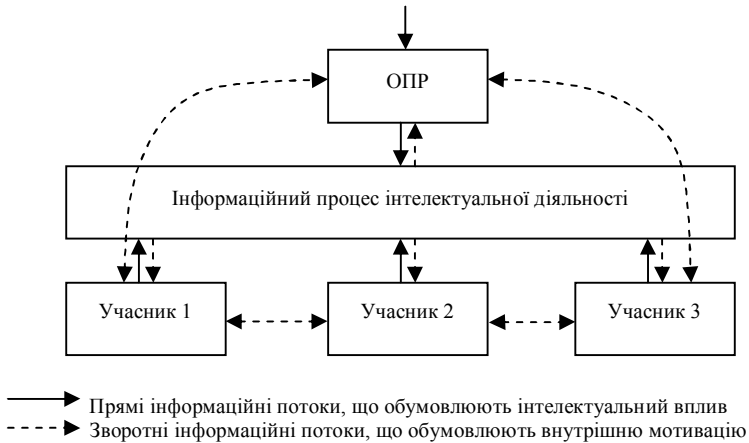 ОПР
Інформаційний процес інтелектуальної діяльності
Учасник 1
Учасник 2
Учасник 3
Прямі інформаційні потоки, що обумовлюють інтелектуальний вплив
Зворотні інформаційні потоки, що обумовлюють внутрішню мотивацію